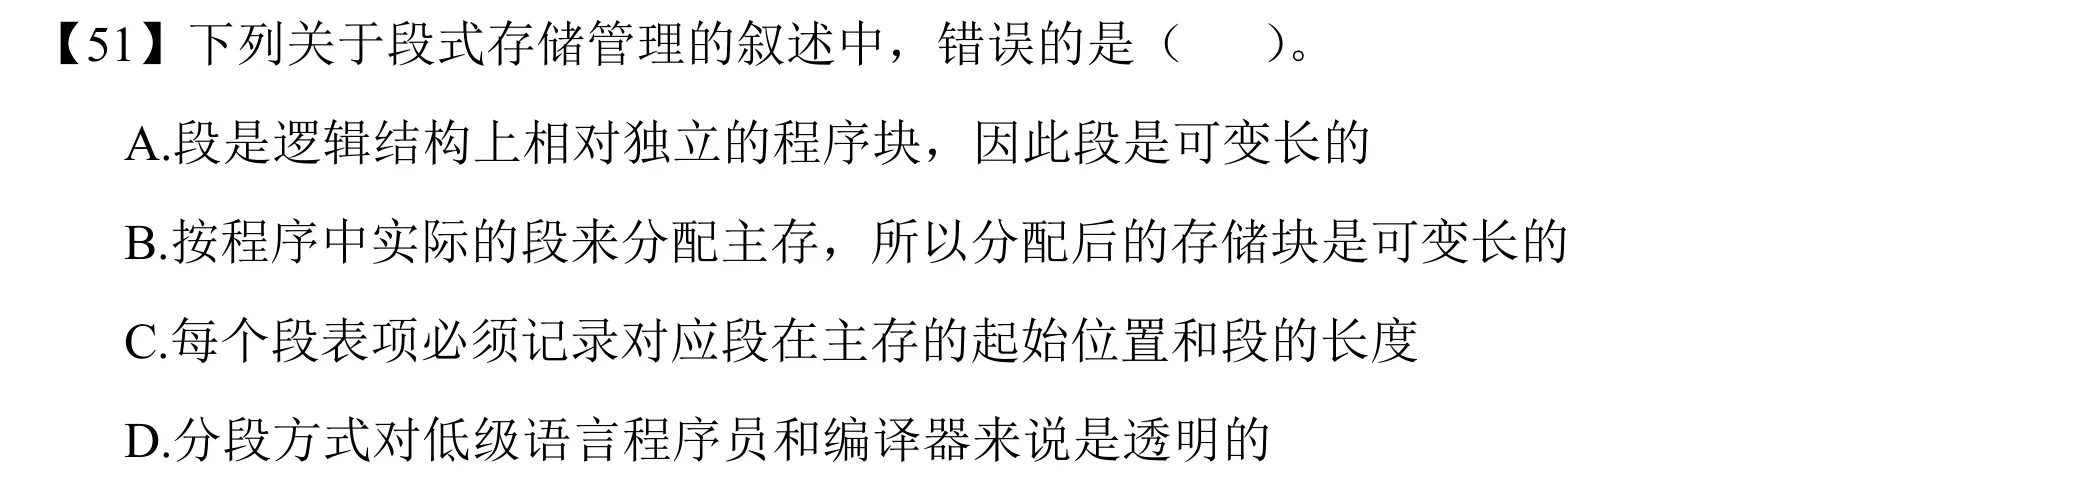 【51】下列关于段式存储管理的叙述中，错误的是（　　）。
A.段是逻辑结构上相对独立的程序块，因此段是可变长的
B.按程序中实际的段来分配主存，所以分配后的存储块是可变长的
C.每个段表项必须记录对应段在主存的起始位置和段的长度
D.分段方式对低级语言程序员和编译器来说是透明的